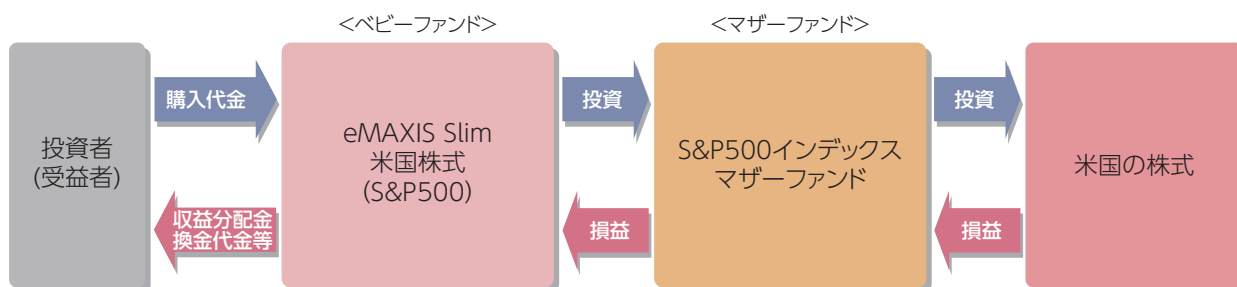 <ベビーファンド>
<マザーファンド>
投資者
(受益者)
購入代金
収益分配金
換金代金等
eMAXIS Slim
米国株式
(S&P500)
投資
損益
S&P500インデックス
マザーファンド
投資
損益
米国の株式